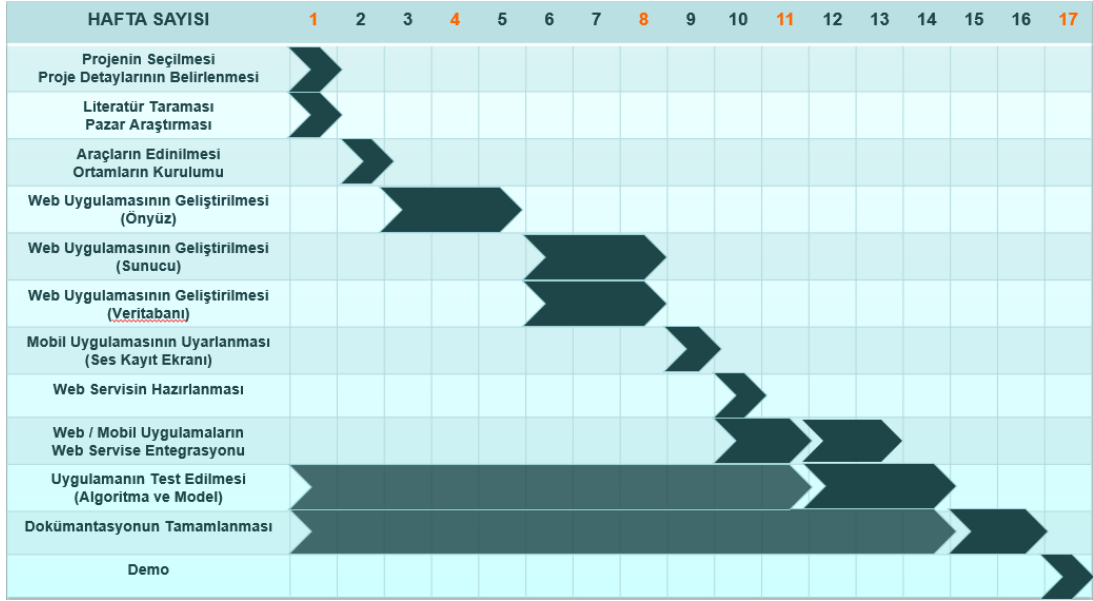 HAFTA SAYISI 1 2 3 4 5 6 7 8 9 10 11 12 13 14 15 16 17
Projenin Seçilmesi
Proje Detaylarının Belirlenmesi
Literatür Taraması
Pazar Araştırması
Araçların Edinilmesi
Ortamların Kurulumu
Web Uygulamasının Geliştirilmesi
(Önyüz)
Web Uygulamasının Geliştirilmesi
(Sunucu)
Web Uygulamasının Geliştirilmesi
(Veritabanı)
Mobil Uygulamasının Uyarlanması
(Ses Kayıt Ekranı)
Web Servisin Hazırlanması
Web / Mobil Uygulamaların
Web Servise Entegrasyonu
Uygulamanın Test Edilmesi
(Algoritma ve Model)
Dokümantasyonun Tamamlanması
Demo